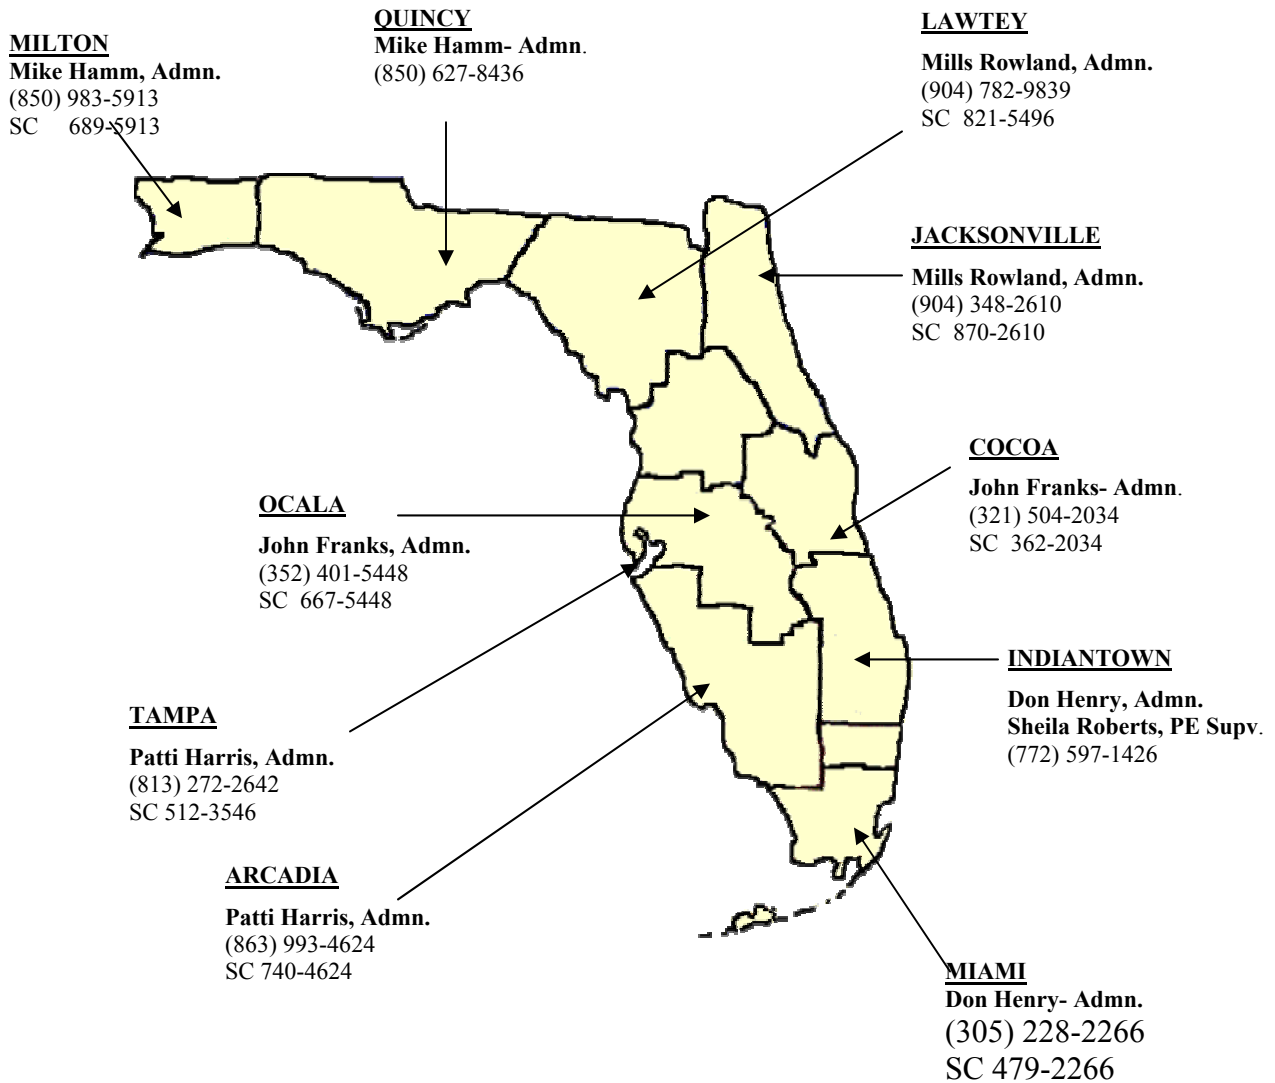 MILTON
Mike Hamm, Admn.
(850) 983-5913
SC 689-5913
QUINCY
Mike Hamm- Admn.
(850) 627-8436
LAWTEY
Mills Rowland, Admn.
(904) 782-9839
SC 821-5496
JACKSONVILLE
Mills Rowland, Admn.
(904) 348-2610
SC 870-2610
COCOA
John Franks- Admn.
(321) 504-2034
SC 362-2034
OCALA
John Franks, Admn.
(352) 401-5448
SC 667-5448
INDIANTOWN
Don Henry, Admn.
Sheila Roberts, PE Supv.
(772) 597-1426
TAMPA
Patti Harris, Admn.
(813) 272-2642
SC 512-3546
ARCADIA
Patti Harris, Admn.
(863) 993-4624
SC 740-4624
MIAMI
Don Henry- Admn.
(305) 228-2266
SC 479-2266